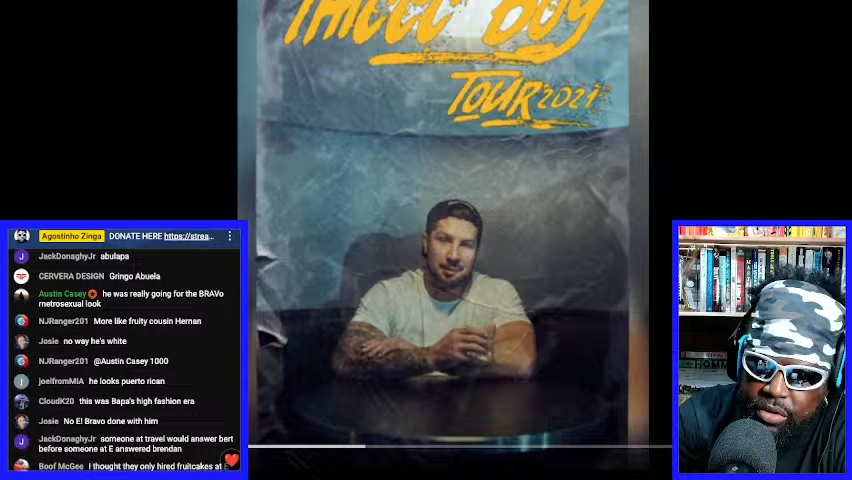 THICC BOY
TOUR 2021
Agostinho Zinga DONATE HERE https://strea...
JackDonaghyJr abulapa
CERVERA DESIGN Gringo Abuela
Austin Casey he was really going for the BRAVo
metrosexual look
NJRanger201 More like fruity cousin Hernan
Josie no way he's white
NJRanger201 @Austin Casey 1000
joelfromMIA he looks puerto rican
CloudK20 this was Bapa's high fashion era
Josie No E! Bravo done with him
JackDonaghyJr someone at travel would answer bert
before someone at E answered brendan
Boof McGee I thought they only hired fruitcakes at E